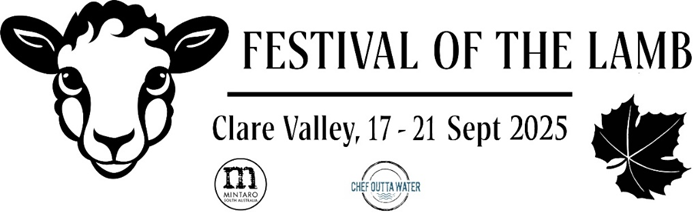 FESTIVAL OF THE LAMB
Clare Valley, 17 - 21 Sept 2025
m
MINTARO
SOUTH AUSTRALIA
CHEF OUTTA WATER